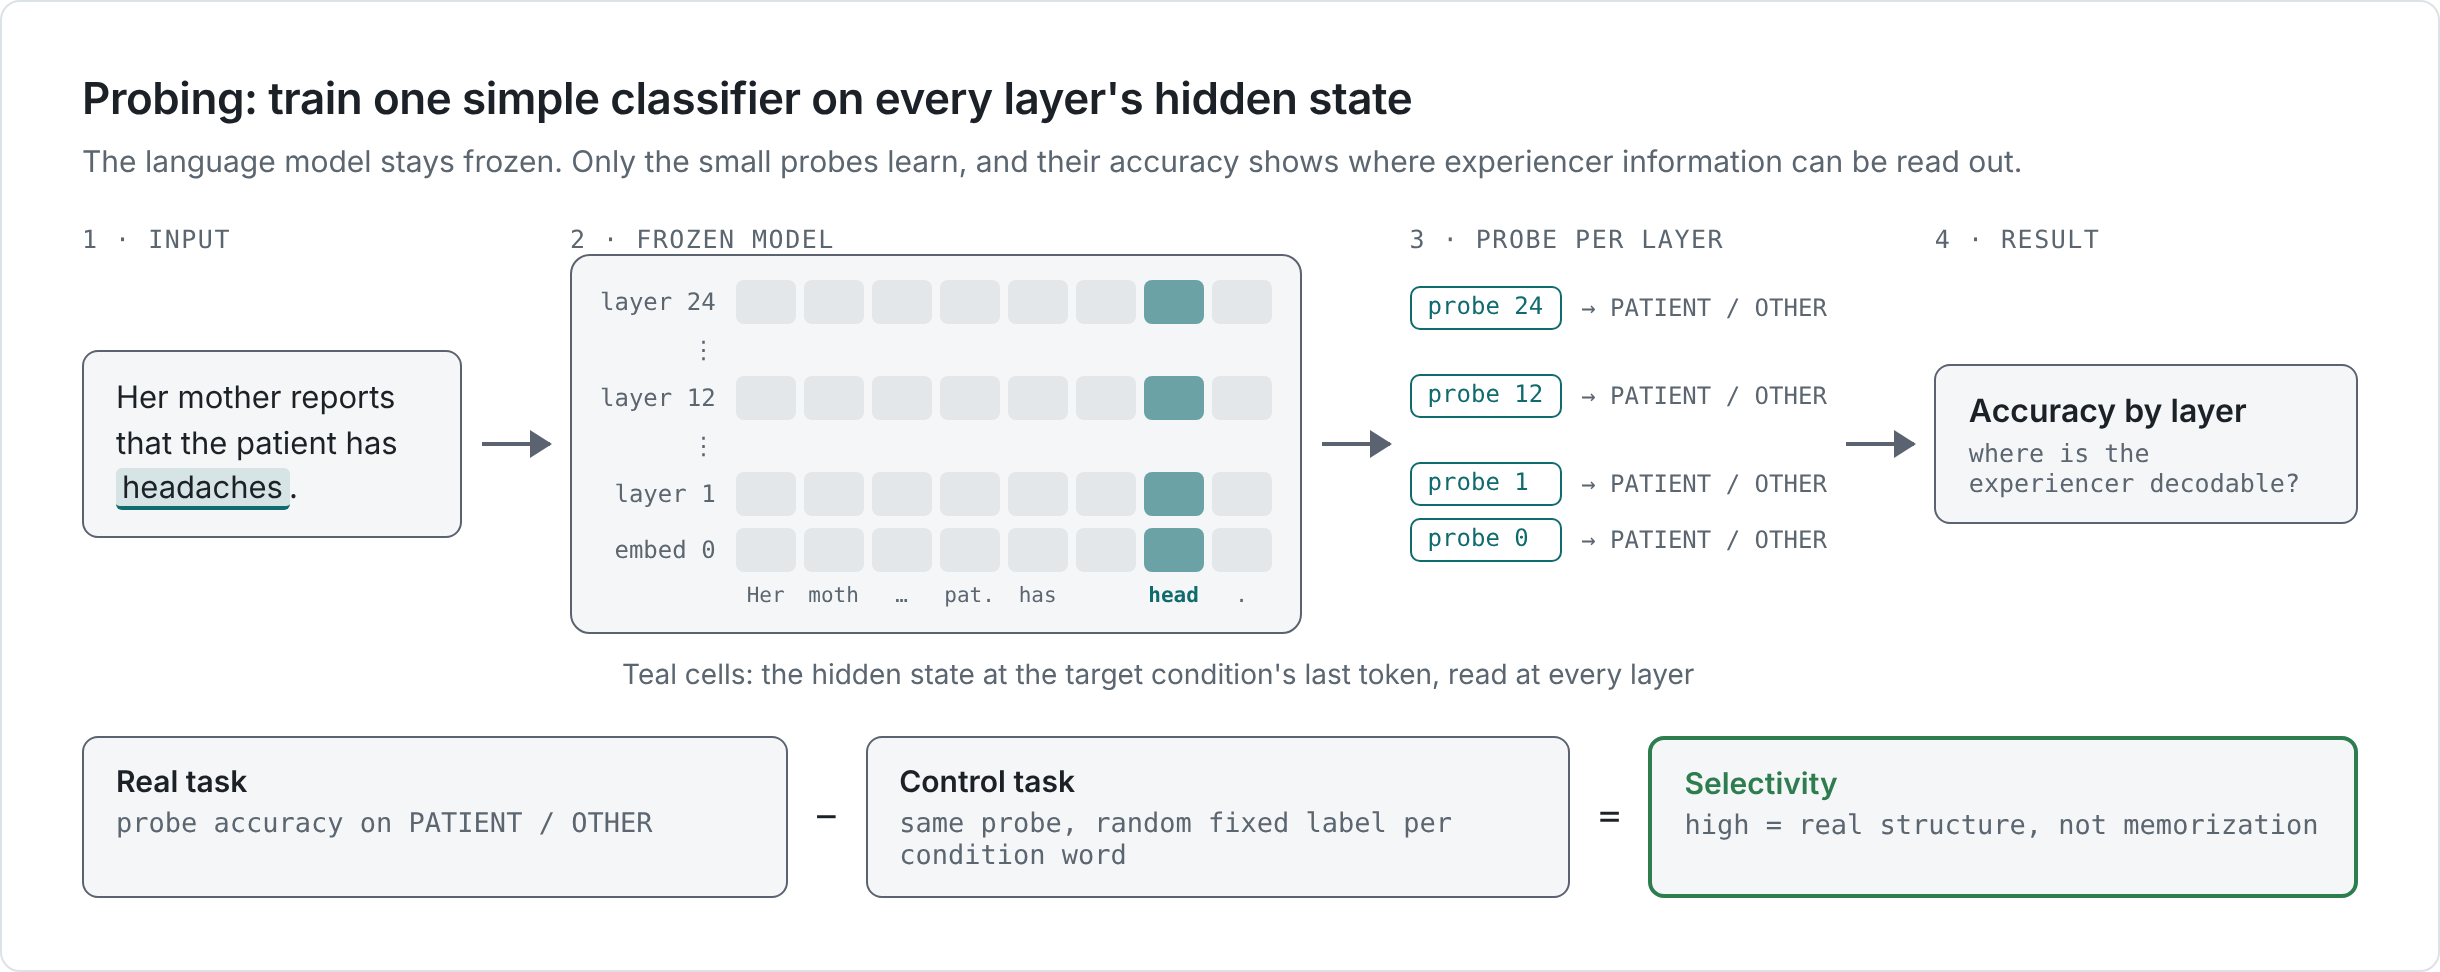 Probing: train one simple classifier on every layer's hidden state
The language model stays frozen. Only the small probes learn, and their accuracy shows where experiencer information can be read out.
1 · INPUT
Her mother reports
that the patient has
headaches.
2 · FROZEN MODEL
layer 24
⋮
layer 12
⋮
layer 1
embed 0
Her moth … pat. has head .
3 · PROBE PER LAYER
probe 24 → PATIENT / OTHER
probe 12 → PATIENT / OTHER
probe 1 → PATIENT / OTHER
probe 0 → PATIENT / OTHER
4 · RESULT
Accuracy by layer
where is the
experiencer decodable?
Teal cells: the hidden state at the target condition's last token, read at every layer
Real task
probe accuracy on PATIENT / OTHER
−
Control task
same probe, random fixed label per
condition word
=
Selectivity
high = real structure, not memorization